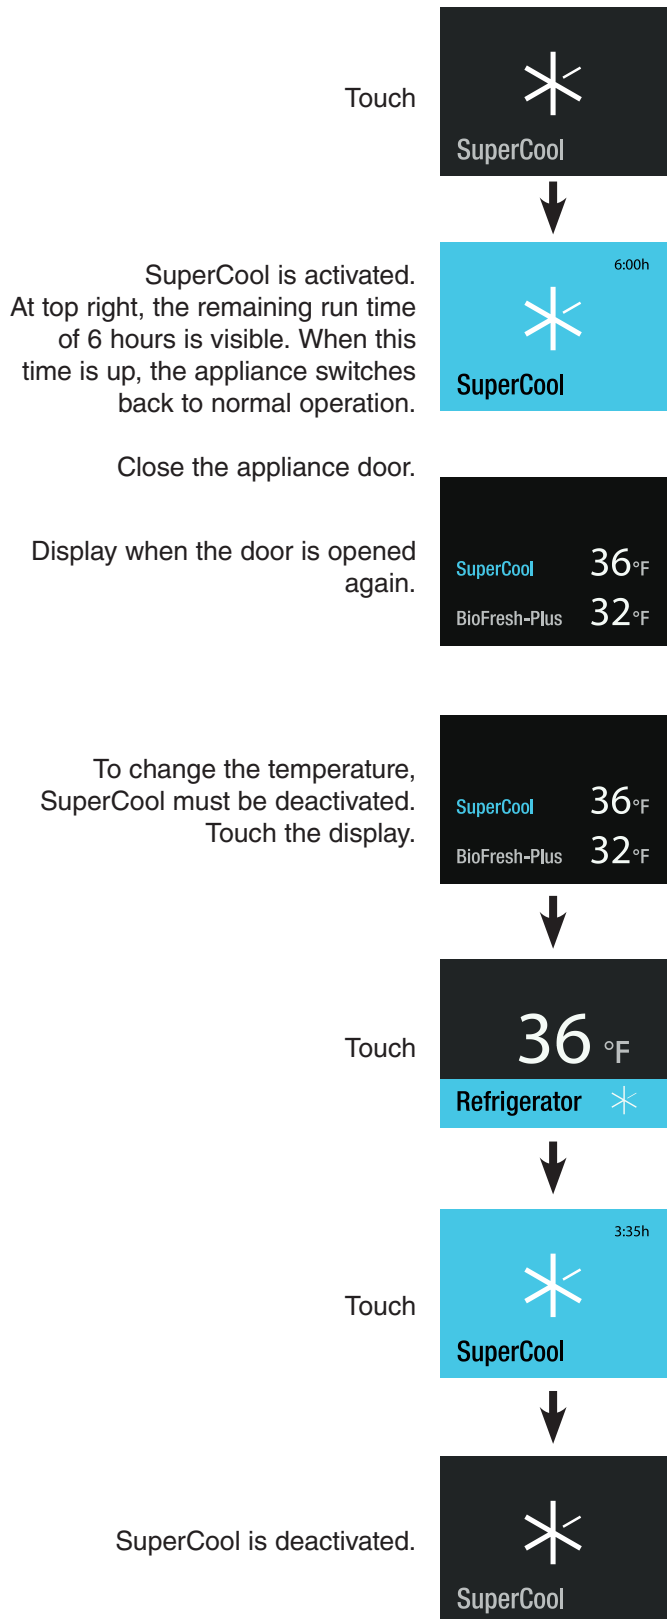 Touch
SuperCool
SuperCool is activated.
At top right, the remaining run time
of 6 hours is visible. When this
time is up, the appliance switches
back to normal operation.
6:00h
SuperCool
Close the appliance door.
Display when the door is opened
again.
SuperCool 36°F
BioFresh-Plus 32°F
To change the temperature,
SuperCool must be deactivated.
Touch the display.
SuperCool 36°F
BioFresh-Plus 32°F
Touch
36 °F
Refrigerator
Touch
3:35h
SuperCool
SuperCool is deactivated.
SuperCool